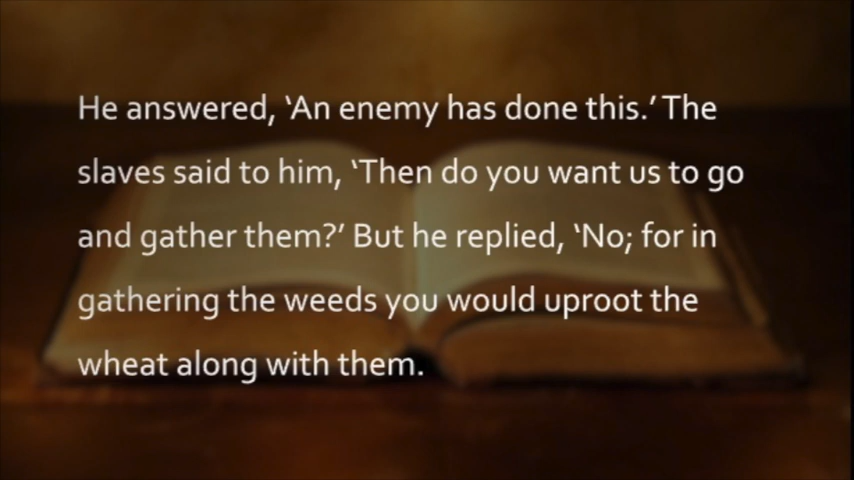 He answered, ‘An enemy has done this.’ The
slaves said to him, ‘Then do you want us to go
and gather them?’ But he replied, ‘No; for in
gathering the weeds you would uproot the
wheat along with them.